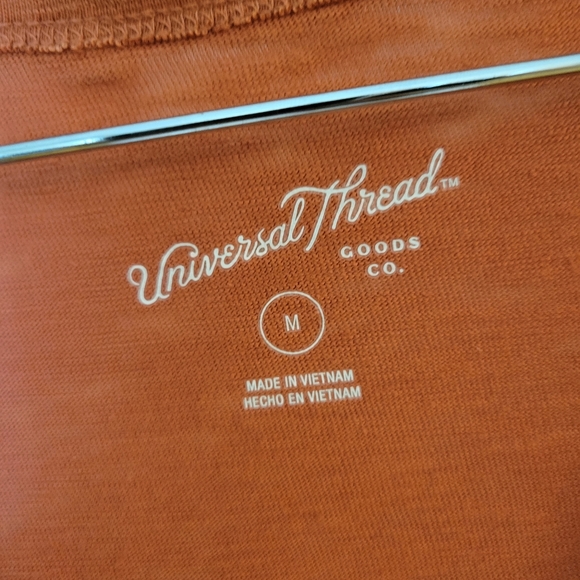 Universal Thread™
GOODS
CO.
M
MADE IN VIETNAM
HECHO EN VIETNAM